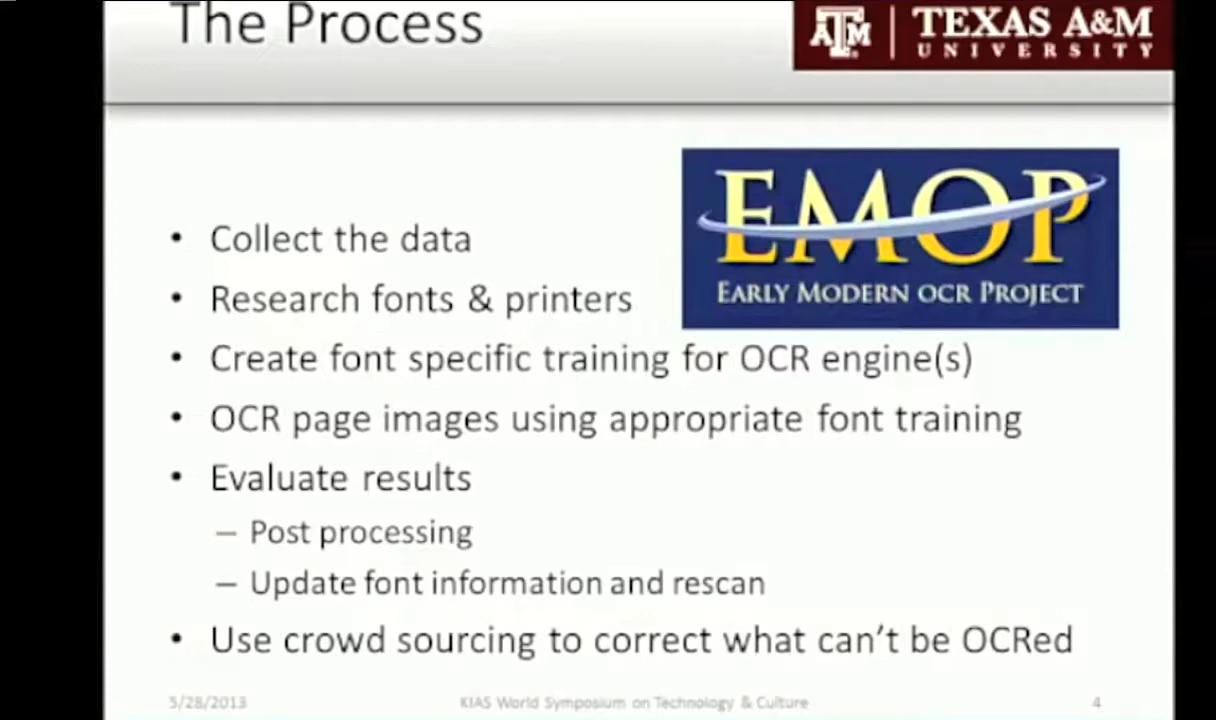 The Process
TEXAS A&M
UNIVERSITY
EMOP
EARLY MODERN OCR PROJECT
• Collect the data
• Research fonts & printers
• Create font specific training for OCR engine(s)
• OCR page images using appropriate font training
• Evaluate results
– Post processing
– Update font information and rescan
• Use crowd sourcing to correct what can't be OCRed
5/28/2013
KIAS World Symposium on Technology & Culture
4